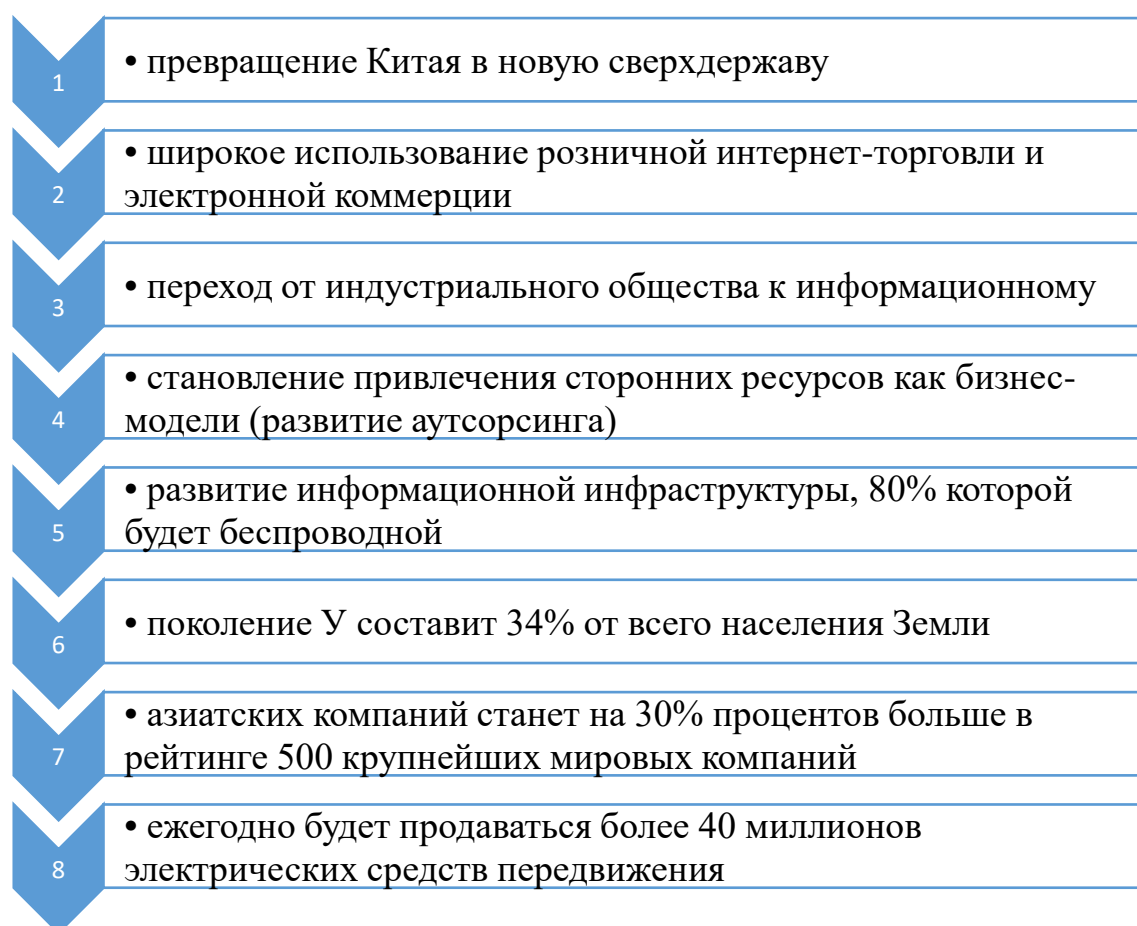 1
• превращение Китая в новую сверхдержаву
2
• широкое использование розничной интернет-торговли и
электронной коммерции
3
• переход от индустриального общества к информационному
4
• становление привлечения сторонних ресурсов как бизнес-
модели (развитие аутсорсинга)
5
• развитие информационной инфраструктуры, 80% которой
будет беспроводной
6
• поколение У составит 34% от всего населения Земли
7
• азиатских компаний станет на 30% процентов больше в
рейтинге 500 крупнейших мировых компаний
8
• ежегодно будет продаваться более 40 миллионов
электрических средств передвижения